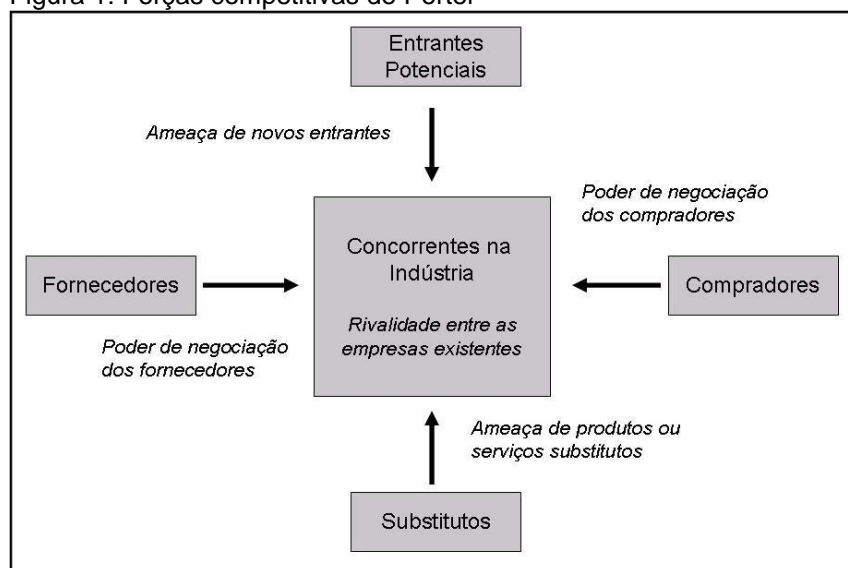 Figura 1: Forças competitivas de Porter
Entrantes
Potenciais
Ameaça de novos entrantes
Poder de negociação
dos compradores
Concorrentes na
Indústria
Fornecedores
Compradores
Rivalidade entre as
empresas existentes
Poder de negociação
dos fornecedores
Ameaça de produtos ou
serviços substitutos
Substitutos